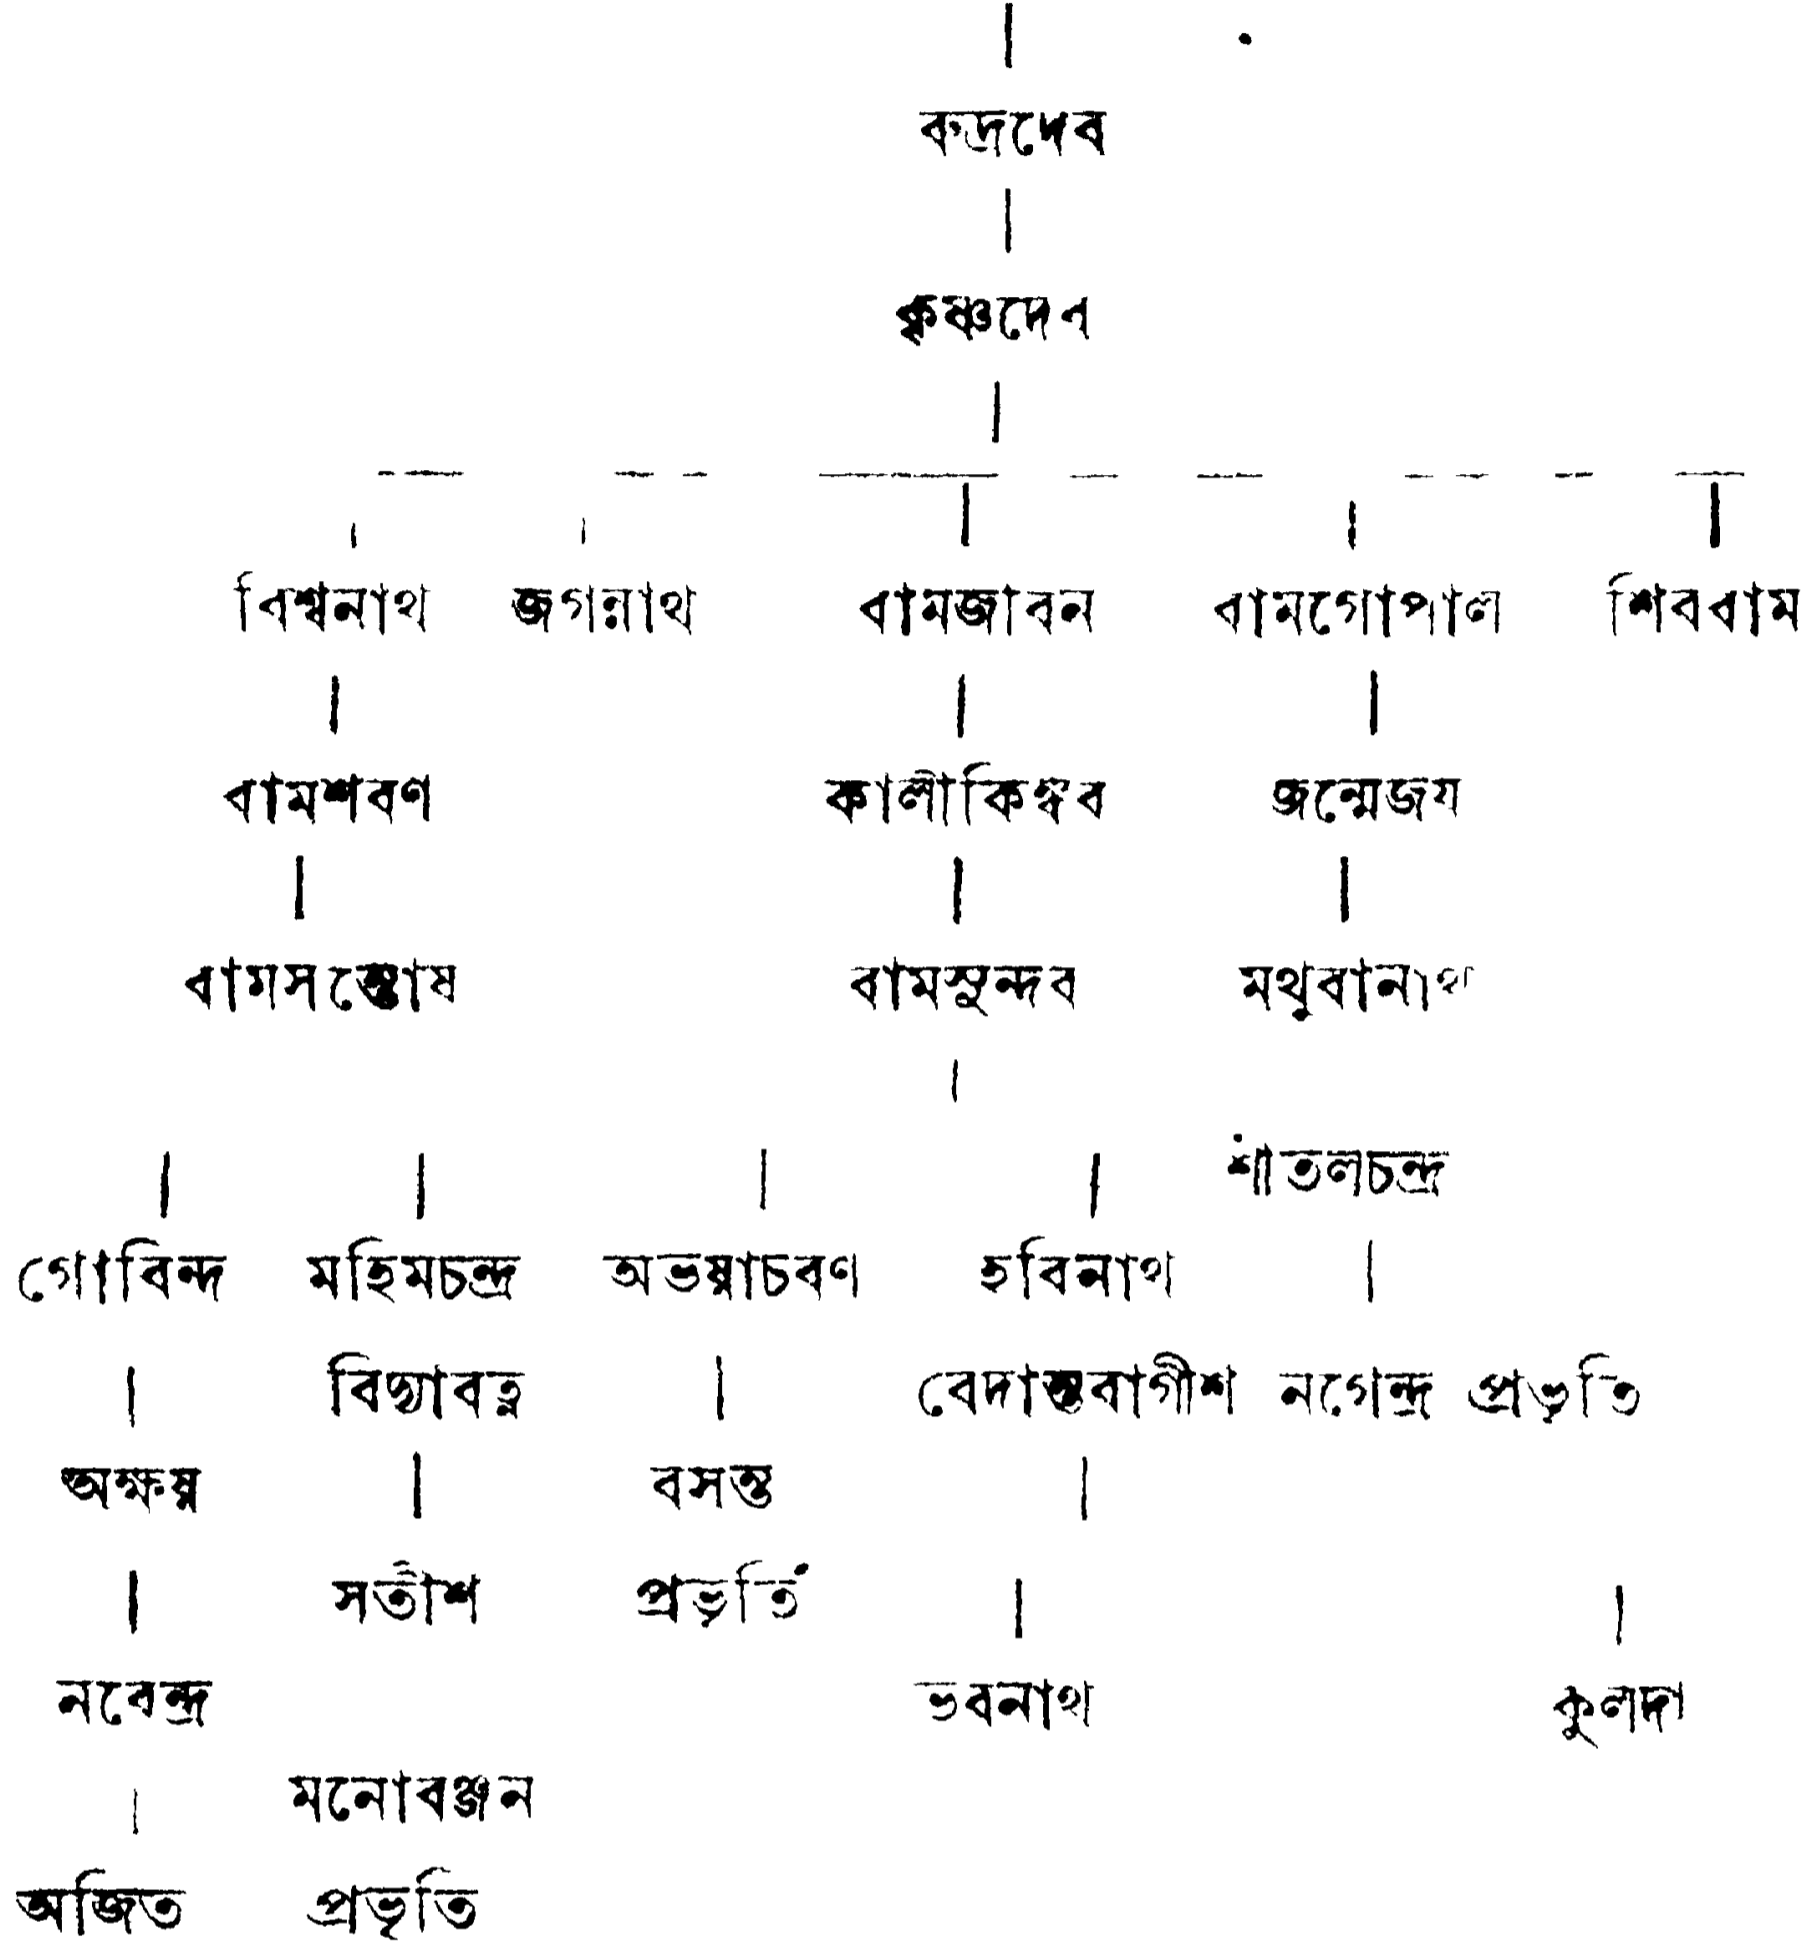 রুদ্রদেব
কৃষ্ণদেব
বিশ্বনাথ জগন্নাথ রামজীবন রামগোপাল শিবরাম
রামশরণ কালীকিঙ্কর জন্মেজয়
রামসন্তোষ রামসুন্দর মথুরানাথ
শীতলচন্দ্র
গোবিন্দ মহিমচন্দ্র অভয়াচরণ হরিনাথ
বিদ্যারত্ন বেদান্তবাগীশ নগেন্দ্র প্রভৃতি
অক্ষয় বসন্ত
সতীশ প্রভৃতি
নরেন্দ্র ভবনাথ কুলদা
মনোরঞ্জন
অজিত প্রভৃতি